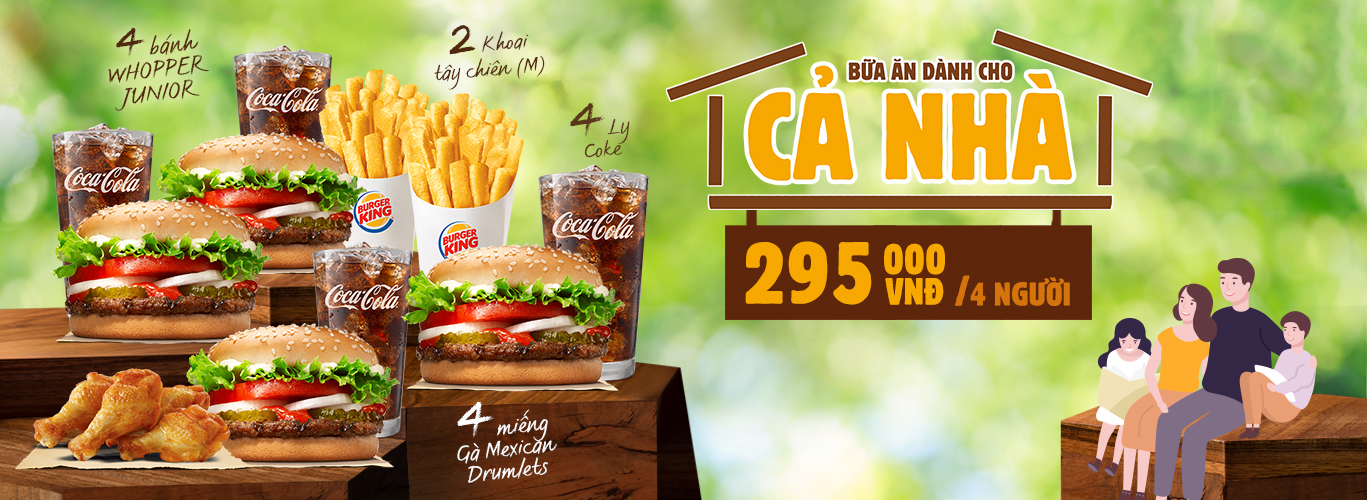 4 bánh
WHOPPER
JUNIOR
2 Khoai
tây chiên (M)
4 Ly
Coke
Coca-Cola
Coca-Cola
Coca-Cola
Coca-Cola
BURGER
KING
BURGER
KING
4 miếng
Gà Mexican
Drumlets
BỮA ĂN DÀNH CHO
CẢ NHÀ
295 000
VNĐ /4 NGƯỜI